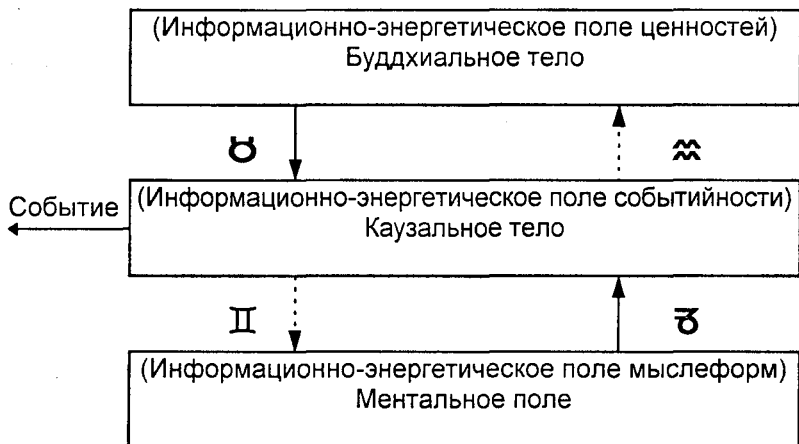 (Информационно-энергетическое поле ценностей)
Буддхиальное тело
♉ ♒
Событие
(Информационно-энергетическое поле событийности)
Каузальное тело
♊ ♑
(Информационно-энергетическое поле мыслеформ)
Ментальное поле